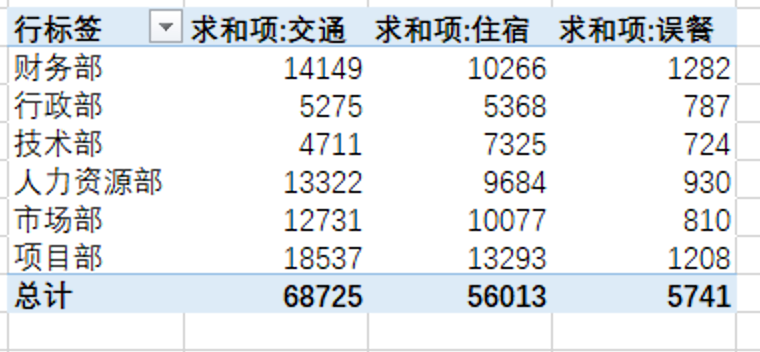 行标签 求和项:交通 求和项:住宿 求和项:误餐
财务部 14149 10266 1282
行政部 5275 5368 787
技术部 4711 7325 724
人力资源部 13322 9684 930
市场部 12731 10077 810
项目部 18537 13293 1208
总计 68725 56013 5741